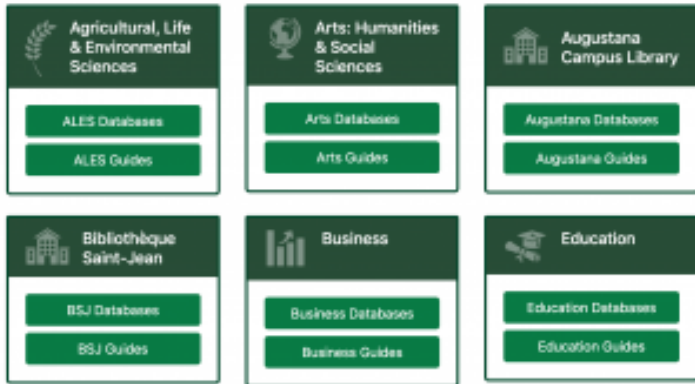 Agricultural, Life
& Environmental
Sciences
ALES Databases
ALES Guides
Arts: Humanities
& Social
Sciences
Arts Databases
Arts Guides
Augustana
Campus Library
Augustana Databases
Augustana Guides
Bibliothèque
Saint-Jean
BSJ Databases
BSJ Guides
Business
Business Databases
Business Guides
Education
Education Databases
Education Guides